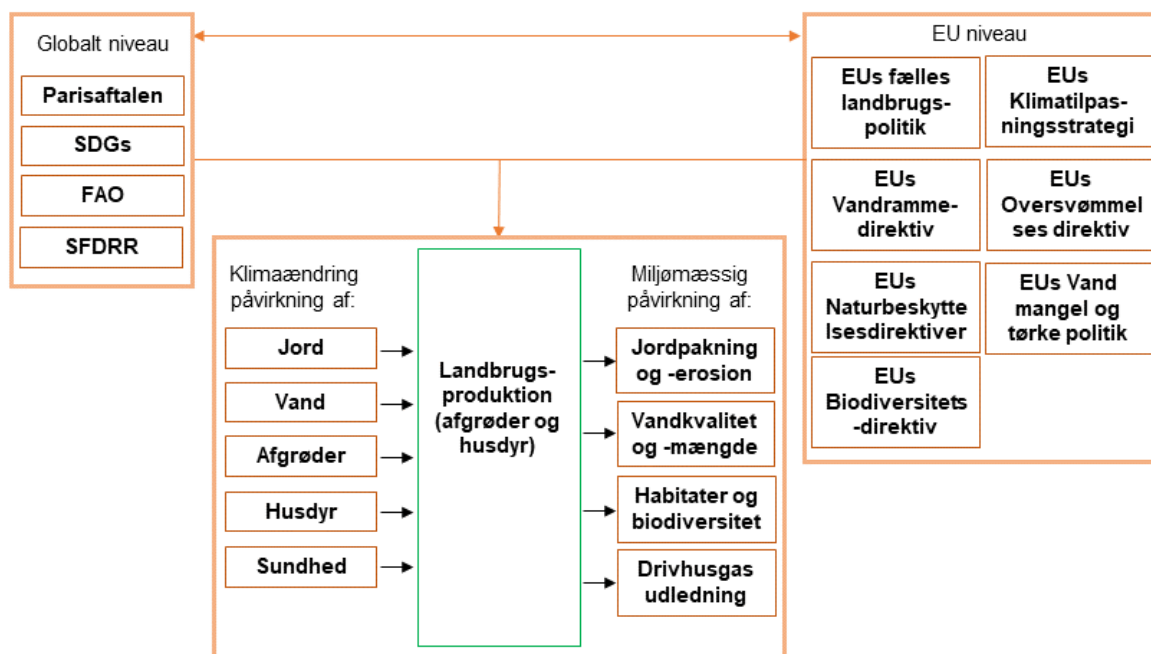 Globalt niveau
Parisaftalen
SDGs
FAO
SFDRR
EU niveau
EUs fælles
landbrugs-
politik
EUs
Klimatilpas-
ningsstrategi
EUs
Vandramme-
direktiv
EUs
Oversvømmel
ses direktiv
EUs
Naturbeskytte
lsesdirektiver
EUs Vand
mangel og
tørke politik
EUs
Biodiversitets
-direktiv
Klimaændring
påvirkning af:
Jord
Vand
Afgrøder
Husdyr
Sundhed
Landbrugs-
produktion
(afgrøder og
husdyr)
Miljømæssig
påvirkning af:
Jordpakning
og -erosion
Vandkvalitet
og -mængde
Habitater og
biodiversitet
Drivhusgas
udledning